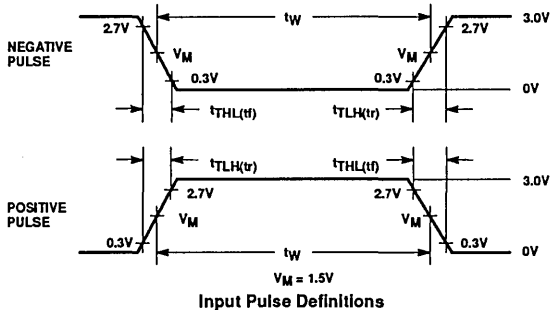 tW
3.0V
NEGATIVE
PULSE
2.7V
VM
VM
0.3V
0.3V
0V
tTHL(tf)
tTLH(tr)
tTLH(tr)
tTHL(tf)
3.0V
2.7V
2.7V
POSITIVE
PULSE
VM
VM
0.3V
0.3V
tW
0V
VM = 1.5V
Input Pulse Definitions